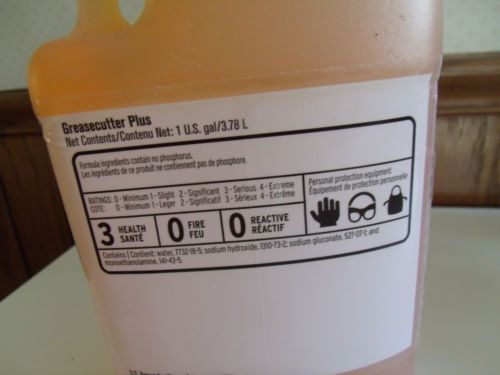 Greasecutter Plus
Net Contents/Contenu Net: 1 U.S. gal/3.78 L
Formula ingredients contain no phosphorus.
Les ingrédients de ce produit ne contiennent pas de phosphore.
RATINGS: 0 - Minimum 1 - Slight 2 - Significant 3 - Serious 4 - Extreme
COTE: 0 - Minimum 1 - Leger 2 - Significatif 3 - Sérieux 4 - Extrême
Personal protection equipment
Équipement de protection personnelle
3 HEALTH SANTÉ 0 FIRE FEU 0 REACTIVE RÉACTIF
Contains | Contient: water, 7732-18-5; sodium hydroxide, 1310-73-2; sodium gluconate, 527-07-1; and
monoethanolamine, 141-43-5.